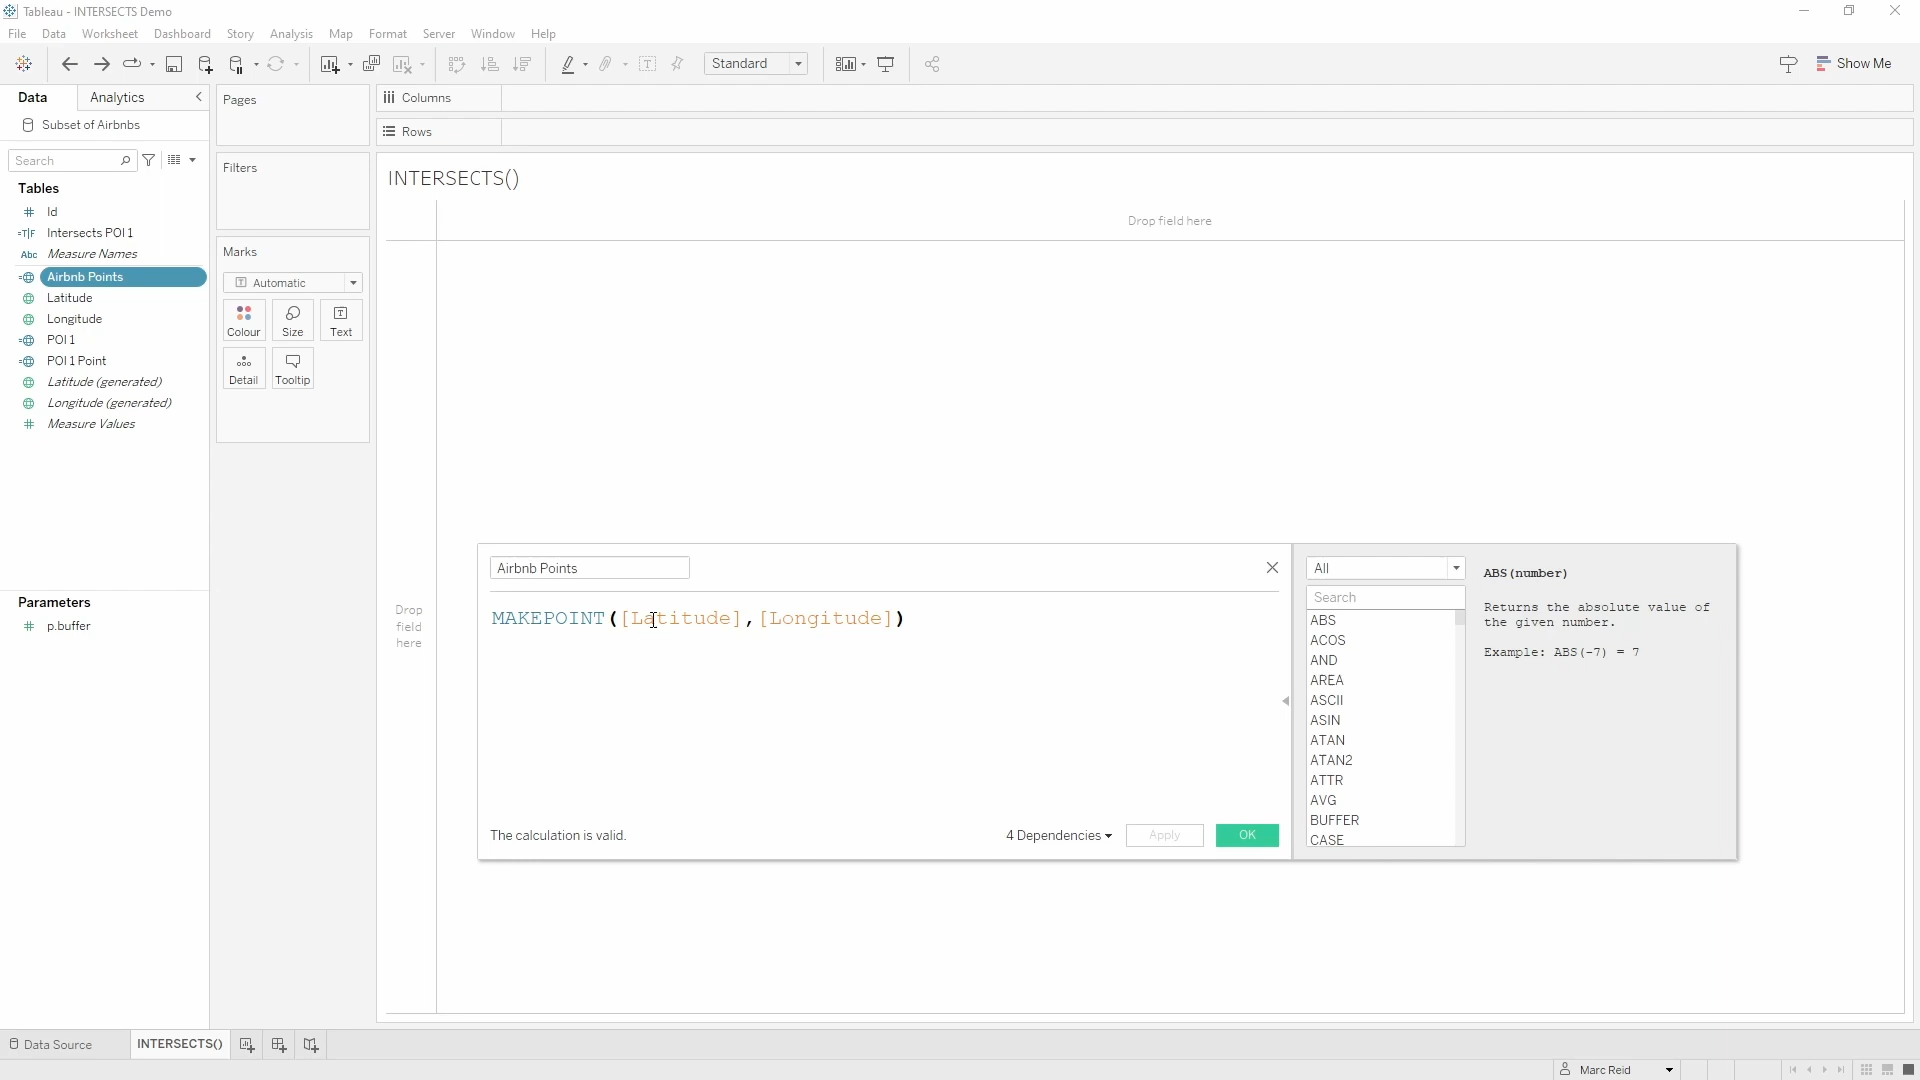 Tableau - INTERSECTS Demo
File Data Worksheet Dashboard Story Analysis Map Format Server Window Help
Standard
Show Me
Data Analytics
Subset of Airbnbs
Search
Tables
# Id
=T|F Intersects POI 1
Abc Measure Names
Airbnb Points
Latitude
Longitude
POI 1
POI 1 Point
Latitude (generated)
Longitude (generated)
# Measure Values
Parameters
# p.buffer
Pages
Filters
Marks
Automatic
Colour Size Text
Detail Tooltip
Columns
Rows
INTERSECTS()
Drop field here
Drop
field
here
Airbnb Points
MAKEPOINT([Latitude],[Longitude])
The calculation is valid.
4 Dependencies
Apply
OK
All
Search
ABS
ACOS
AND
AREA
ASCII
ASIN
ATAN
ATAN2
ATTR
AVG
BUFFER
CASE
ABS(number)
Returns the absolute value of
the given number.
Example: ABS(-7) = 7
Data Source INTERSECTS()
Marc Reid